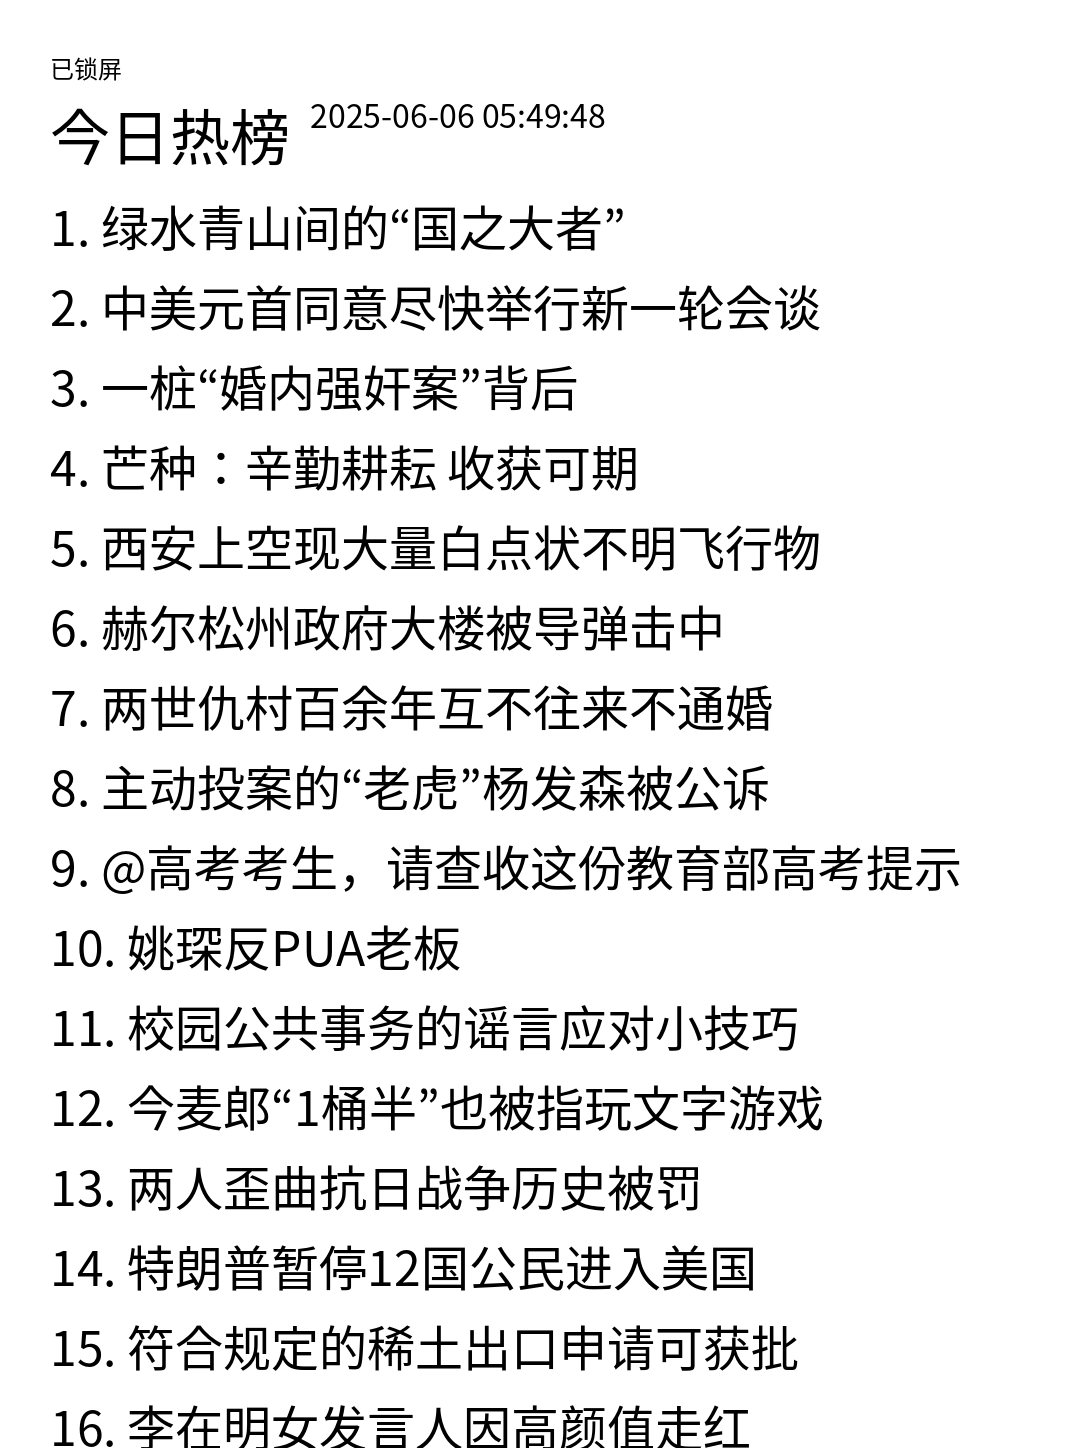 已锁屏
今日热榜 2025-06-06 05:49:48
1. 绿水青山间的“国之大者”
2. 中美元首同意尽快举行新一轮会谈
3. 一桩“婚内强奸案”背后
4. 芒种：辛勤耕耘 收获可期
5. 西安上空现大量白点状不明飞行物
6. 赫尔松州政府大楼被导弹击中
7. 两世仇村百余年互不往来不通婚
8. 主动投案的“老虎”杨发森被公诉
9. @高考考生，请查收这份教育部高考提示
10. 姚琛反PUA老板
11. 校园公共事务的谣言应对小技巧
12. 今麦郎“1桶半”也被指玩文字游戏
13. 两人歪曲抗日战争历史被罚
14. 特朗普暂停12国公民进入美国
15. 符合规定的稀土出口申请可获批
16. 李在明女发言人因高颜值走红